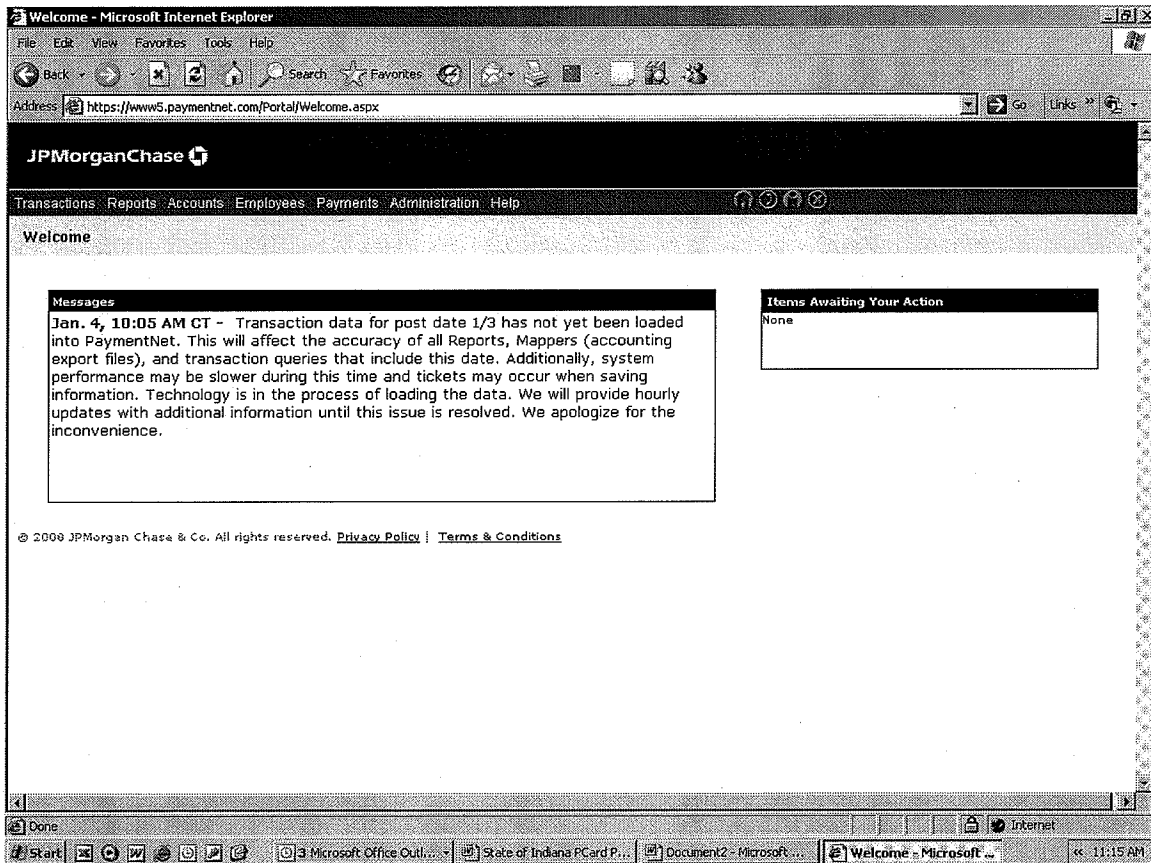 Welcome - Microsoft Internet Explorer
File Edit View Favorites Tools Help
Back Search Favorites
Address https://www5.paymentnet.com/Portal/Welcome.aspx Go Links »
JPMorganChase
Transactions Reports Accounts Employees Payments Administration Help
Welcome
Messages
Jan. 4, 10:05 AM CT - Transaction data for post date 1/3 has not yet been loaded
into PaymentNet. This will affect the accuracy of all Reports, Mappers (accounting
export files), and transaction queries that include this date. Additionally, system
performance may be slower during this time and tickets may occur when saving
information. Technology is in the process of loading the data. We will provide hourly
updates with additional information until this issue is resolved. We apologize for the
inconvenience.
Items Awaiting Your Action
None
© 2008 JPMorgan Chase & Co. All rights reserved. Privacy Policy | Terms & Conditions
Done Internet
Start 3 Microsoft Office Outl... State of Indiana PCard P... Document2 - Microsoft ... Welcome - Microsoft ... « 11:15 AM